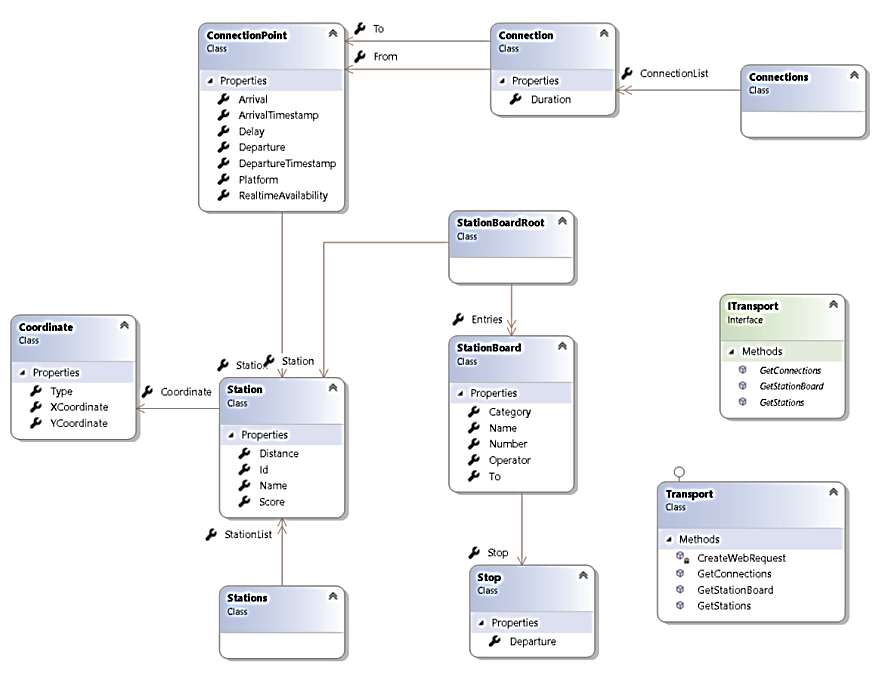 ConnectionPoint
Class
Properties
Arrival
ArrivalTimestamp
Delay
Departure
DepartureTimestamp
Platform
RealtimeAvailability
To
From
Connection
Class
Properties
Duration
ConnectionList
Connections
Class
StationBoardRoot
Class
Entries
StationBoard
Class
Properties
Category
Name
Number
Operator
To
Stop
Stop
Class
Properties
Departure
Coordinate
Class
Properties
Type
XCoordinate
YCoordinate
Coordinate
Station
Station
Station
Class
Properties
Distance
Id
Name
Score
StationList
Stations
Class
ITransport
Interface
Methods
GetConnections
GetStationBoard
GetStations
Transport
Class
Methods
CreateWebRequest
GetConnections
GetStationBoard
GetStations